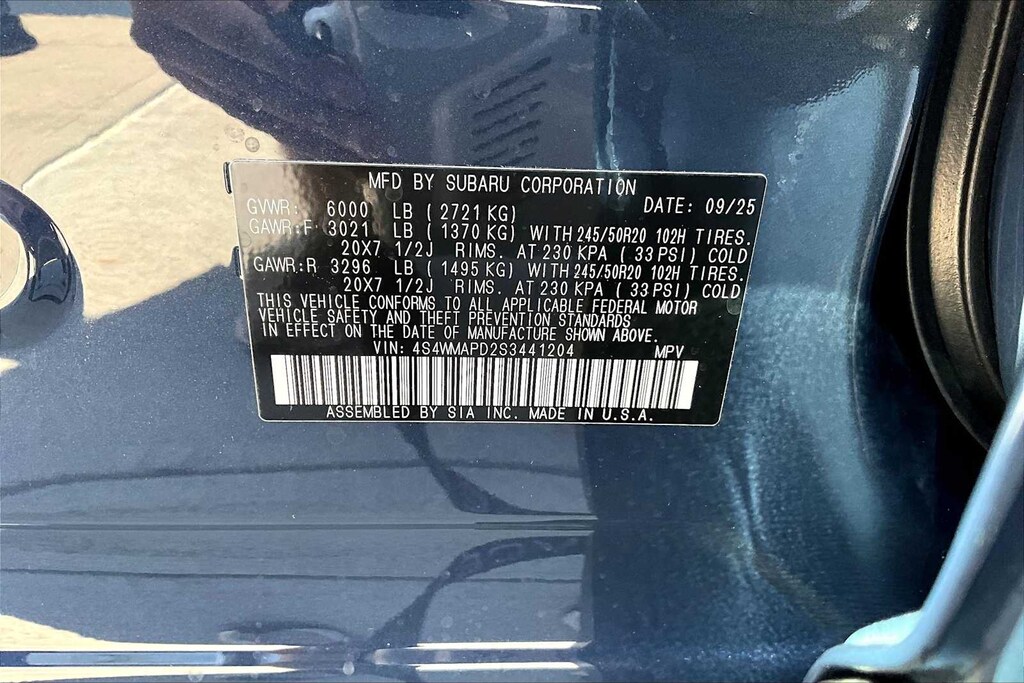 MFD BY SUBARU CORPORATION
GVWR: 6000 LB ( 2721 KG) DATE: 09/25
GAWR:F 3021 LB ( 1370 KG) WITH 245/50R20 102H TIRES.
20X7 1/2J RIMS. AT 230 KPA ( 33 PSI) COLD
GAWR:R 3296 LB ( 1495 KG) WITH 245/50R20 102H TIRES.
20X7 1/2J RIMS. AT 230 KPA ( 33 PSI) COLD
THIS VEHICLE CONFORMS TO ALL APPLICABLE FEDERAL MOTOR
VEHICLE SAFETY AND THEFT PREVENTION STANDARDS
IN EFFECT ON THE DATE OF MANUFACTURE SHOWN ABOVE.
VIN: 4S4WMAPD2S3441204 MPV
ASSEMBLED BY SIA INC. MADE IN U.S.A.